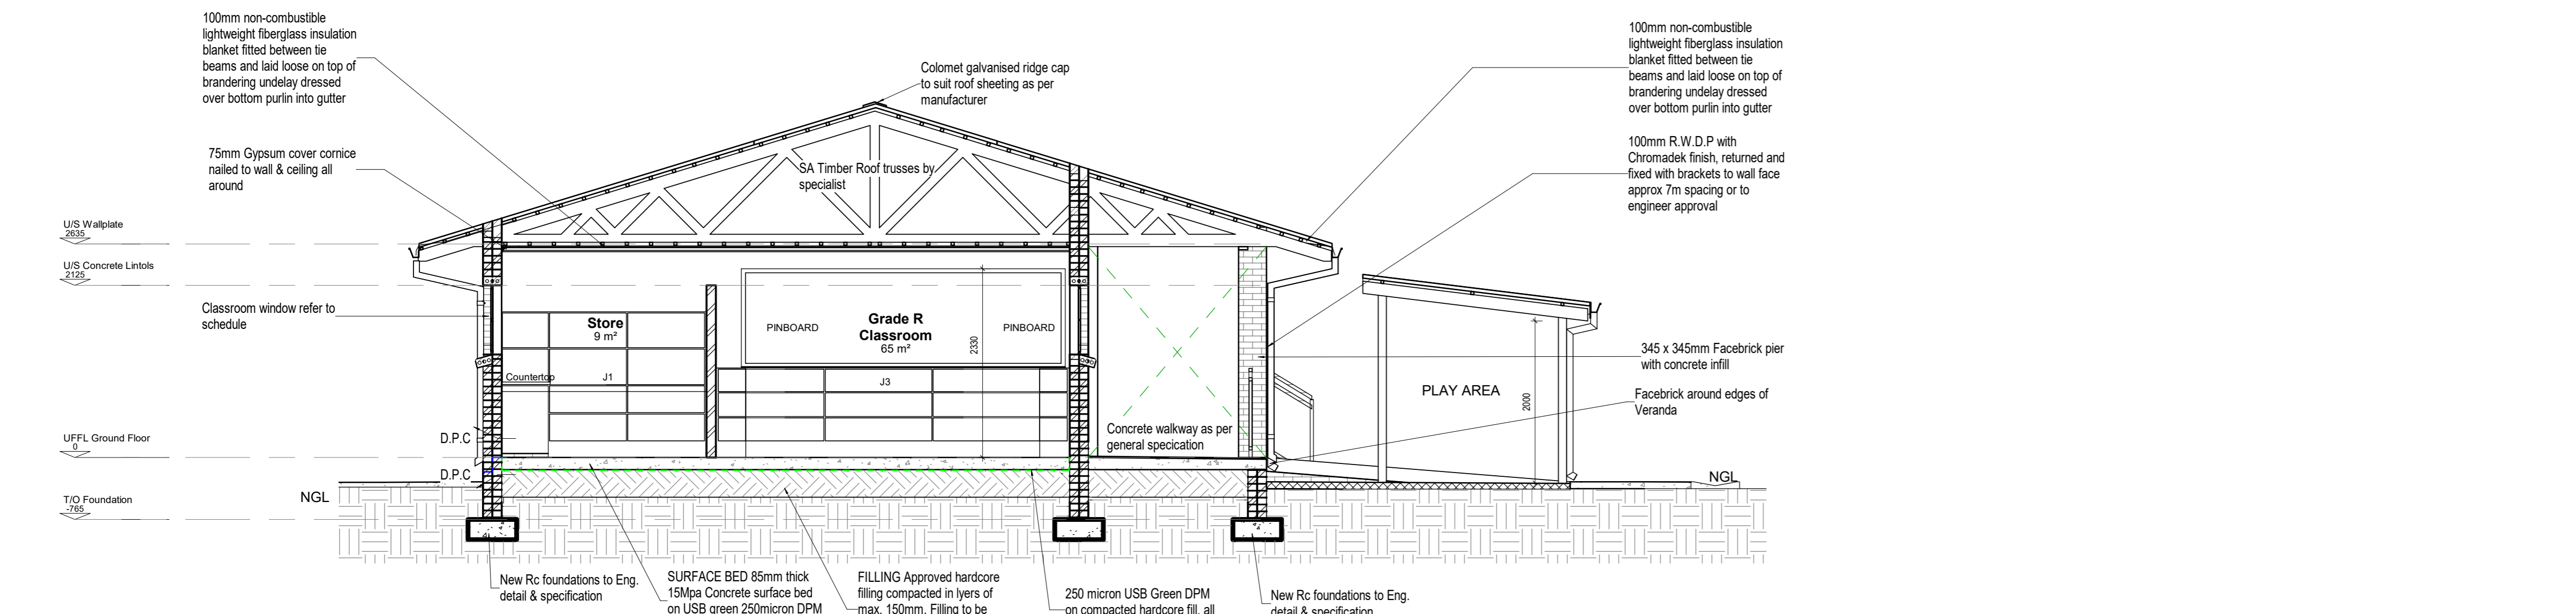 100mm non-combustible
lightweight fiberglass insulation
blanket fitted between tie
beams and laid loose on top of
brandering undelay dressed
over bottom purlin into gutter
75mm Gypsum cover cornice
nailed to wall & ceiling all
around
U/S Wallplate
2635
U/S Concrete Lintols
2125
Classroom window refer to
schedule
UFFL Ground Floor
0
T/O Foundation
-765
Colomet galvanised ridge cap
to suit roof sheeting as per
manufacturer
SA Timber Roof trusses by
specialist
Store
9 m²
Countertop
J1
PINBOARD
Grade R
Classroom
65 m²
PINBOARD
2330
J3
D.P.C
D.P.C
NGL
Concrete walkway as per
general specication
PLAY AREA
2000
NGL
100mm non-combustible
lightweight fiberglass insulation
blanket fitted between tie
beams and laid loose on top of
brandering undelay dressed
over bottom purlin into gutter
100mm R.W.D.P with
Chromadek finish, returned and
fixed with brackets to wall face
approx 7m spacing or to
engineer approval
345 x 345mm Facebrick pier
with concrete infill
Facebrick around edges of
Veranda
New Rc foundations to Eng.
detail & specification
SURFACE BED 85mm thick
15Mpa Concrete surface bed
on USB green 250micron DPM
FILLING Approved hardcore
filling compacted in lyers of
max. 150mm. Filling to be
250 micron USB Green DPM
on compacted hardcore fill, all
New Rc foundations to Eng.
detail & specification